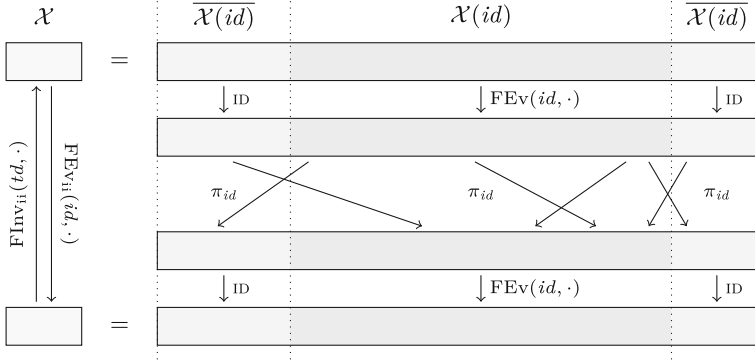 𝒳 $\overline{\mathcal{X}(id)}$ 𝒳(id) $\overline{\mathcal{X}(id)}$
=
ID FEv(id, ·) ID
FInv_ii(td, ·) FEv_ii(id, ·)
π_id π_id π_id
ID FEv(id, ·) ID
=